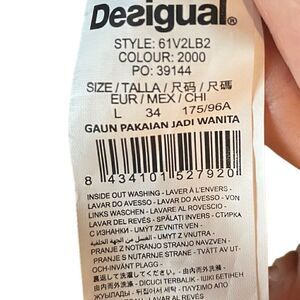 Desigual®
STYLE: 61V2LB2
COLOUR: 2000
PO: 39144
SIZE / TALLA / 尺码 / 尺碼
EUR / MEX / CHI
L 34 175/96A
GAUN PAKAIAN JADI WANITA
8 434101 527920
INSIDE OUT WASHING - LAVER À L'ENVERS -
LAVAR DO AVESSO - LAVAR DO AVESSO - VON
LINKS WASCHEN - LAVARE AL ROVESCIO -
LAVAR DEL REVÉS - SPĂLAȚI INVERS - СТИРКА
С ИЗНАНКИ - UMYT ZEVNITR VEN -
UMYŤ Z VNUTRA -
PRANJE Z NOTRANJO STRANJO NAVZVEN -
PRANJE S NUTARNJE STRANE - TVÄTT AV UT-
OCH-INVÄNT PLAGG -